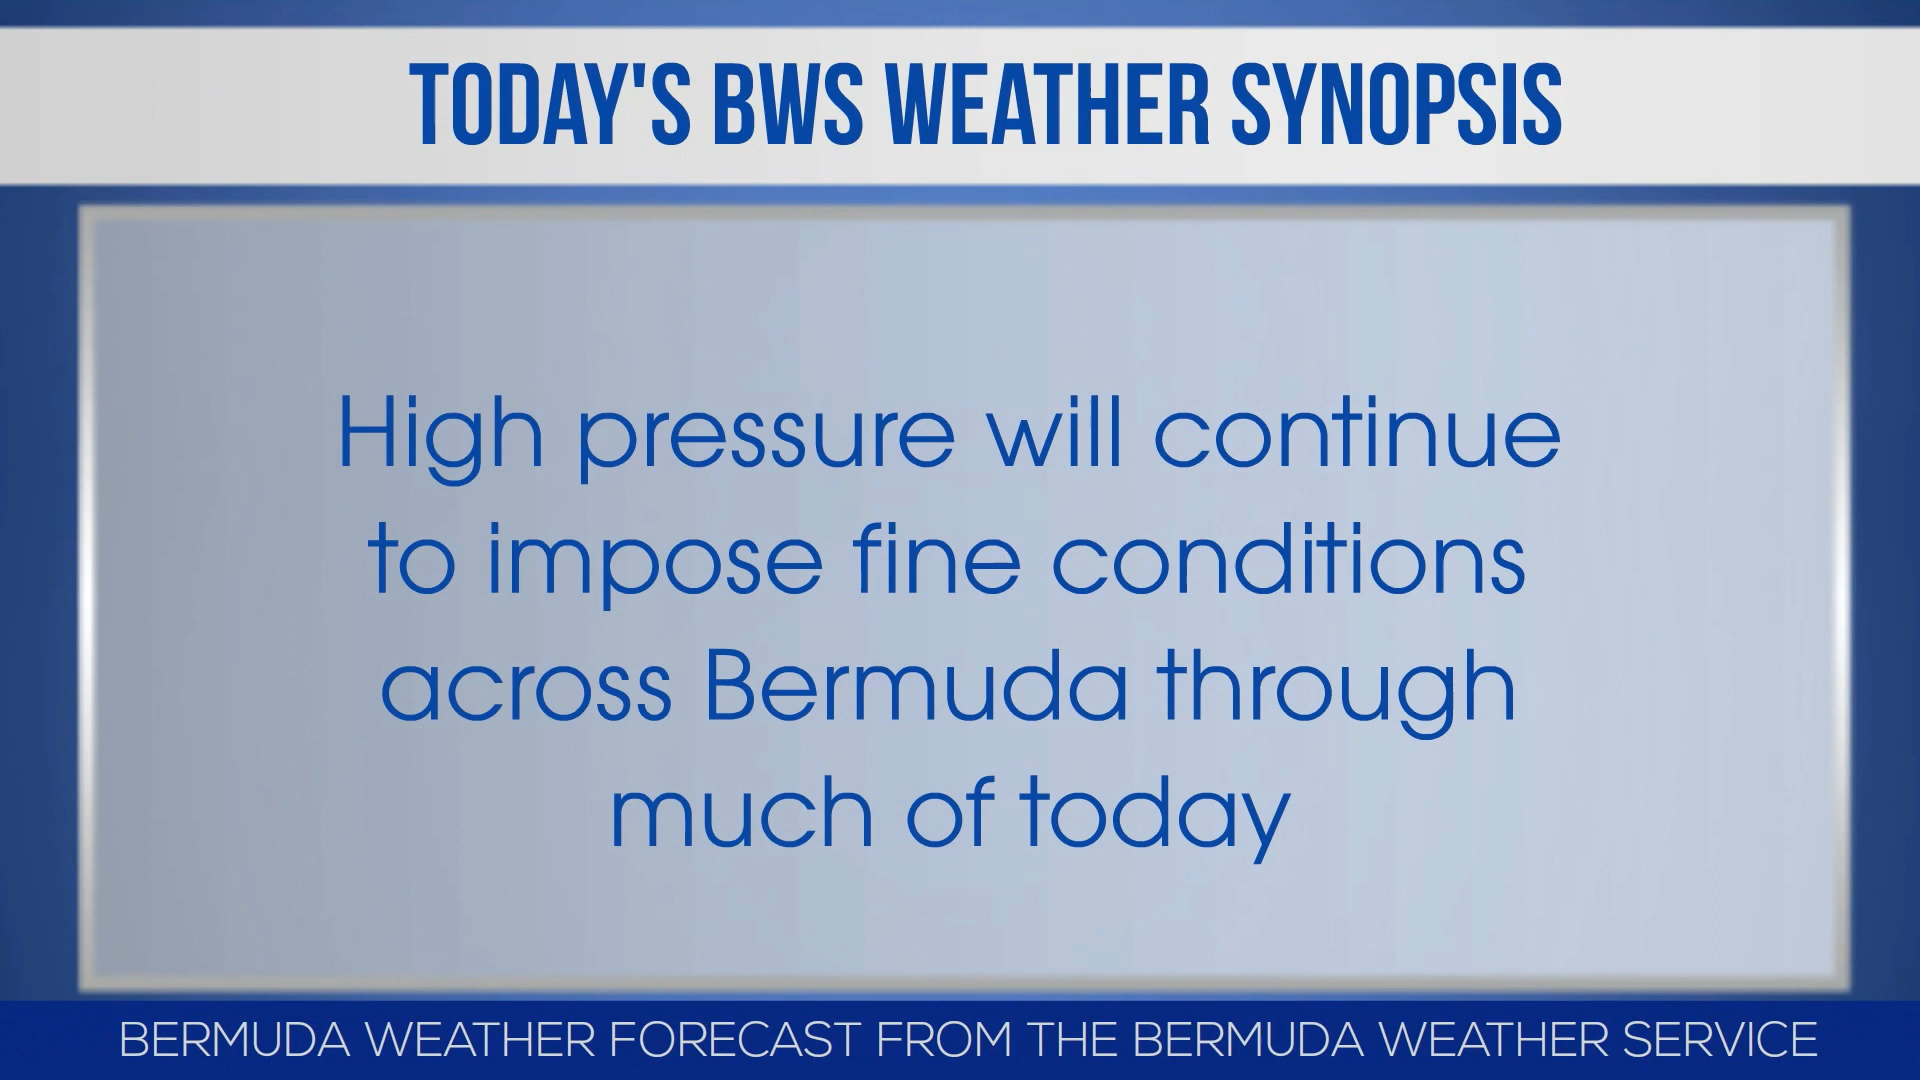 TODAY'S BWS WEATHER SYNOPSIS
High pressure will continue
to impose fine conditions
across Bermuda through
much of today
BERMUDA WEATHER FORECAST FROM THE BERMUDA WEATHER SERVICE